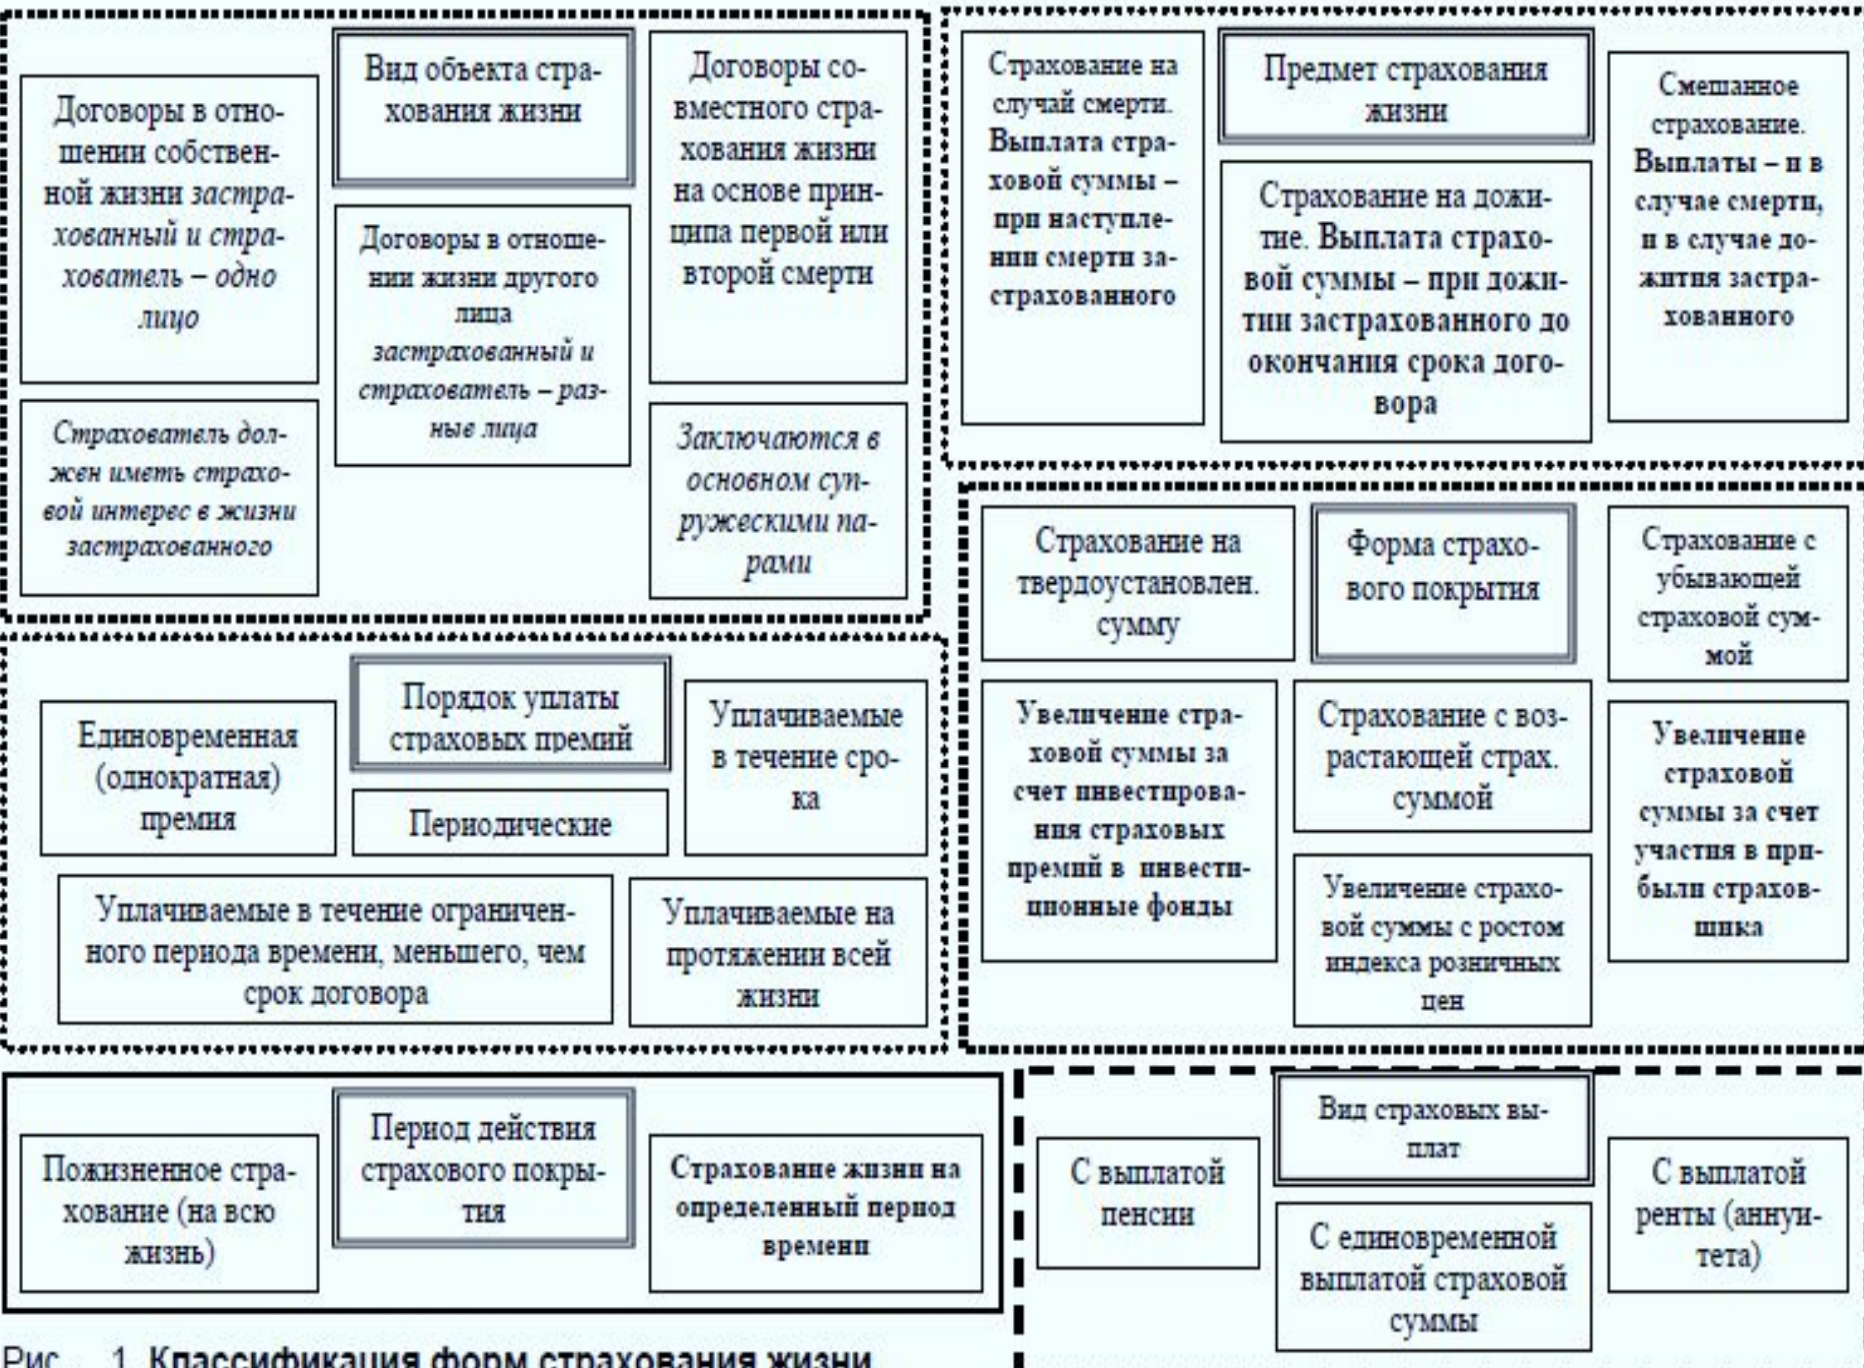 Вид объекта стра-
хования жизни
Договоры в отно-
шении собствен-
ной жизни застра-
хованный и стра-
хователь – одно
лицо
Страхователь дол-
жен иметь страхо-
вой интерес в жизни
застрахованного
Договоры в отноше-
нии жизни другого
лица
застрахованный и
страхователь – раз-
ные лица
Договоры со-
вместного стра-
хования жизни
на основе прин-
ципа первой или
второй смерти
Заключаются в
основном суп-
ружескими па-
рами
Предмет страхования
жизни
Страхование на
случай смерти.
Выплата стра-
ховой суммы –
при наступле-
нии смерти за-
страхованного
Страхование на дожи-
тие. Выплата страхо-
вой суммы – при дожи-
тии застрахованного до
окончания срока дого-
вора
Смешанное
страхование.
Выплаты – и в
случае смерти,
и в случае до-
жития застра-
хованного
Порядок уплаты
страховых премий
Единовременная
(однократная)
премия
Периодические
Уплачиваемые
в течение сро-
ка
Уплачиваемые в течение ограничен-
ного периода времени, меньшего, чем
срок договора
Уплачиваемые на
протяжении всей
жизни
Форма страхо-
вого покрытия
Страхование на
твердоустановлен.
сумму
Страхование с
убывающей
страховой сум-
мой
Увеличение стра-
ховой суммы за
счет инвестирова-
ния страховых
премий в инвести-
ционные фонды
Страхование с воз-
растающей страх.
суммой
Увеличение страхо-
вой суммы с ростом
индекса розничных
цен
Увеличение
страховой
суммы за счет
участия в при-
были страхов-
щика
Период действия
страхового покры-
тия
Пожизненное стра-
хование (на всю
жизнь)
Страхование жизни на
определенный период
времени
Вид страховых вы-
плат
С выплатой
пенсии
С единовременной
выплатой страховой
суммы
С выплатой
ренты (аннуи-
тета)
Рис. 1. Классификация форм страхования жизни